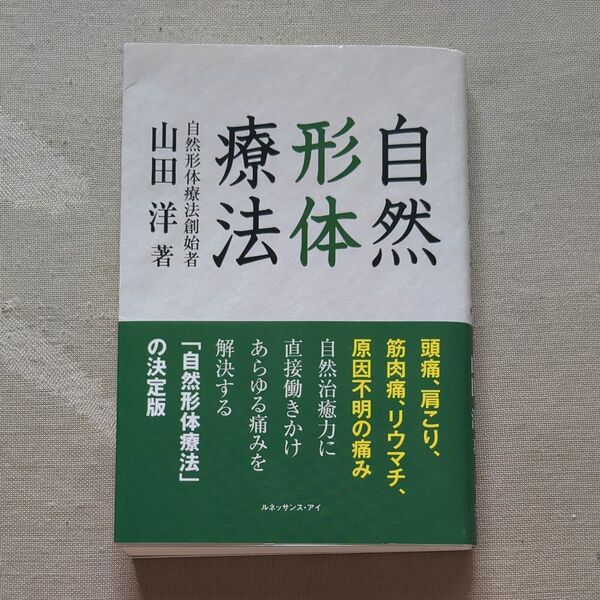 自然
形体
療法
自然形体療法創始者
山田 洋 著
頭痛、肩こり、
筋肉痛、リウマチ、
原因不明の痛み
自然治癒力に
直接働きかけ
あらゆる痛みを
解決する
「自然形体療法」
の決定版
ルネッサンス・アイ